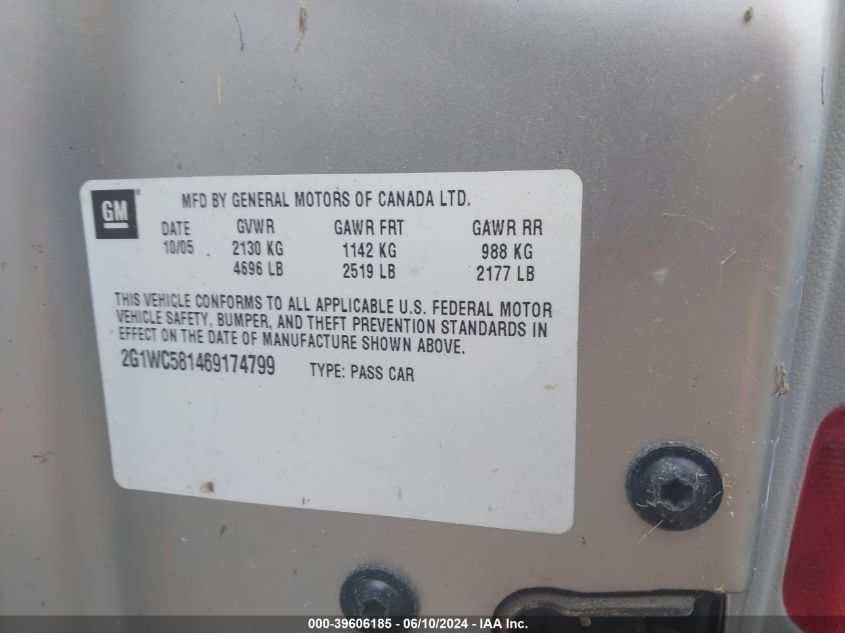 GM
MFD BY GENERAL MOTORS OF CANADA LTD.
DATE GVWR GAWR FRT GAWR RR
10/05 2130 KG 1142 KG 988 KG
4696 LB 2519 LB 2177 LB
THIS VEHICLE CONFORMS TO ALL APPLICABLE U.S. FEDERAL MOTOR
VEHICLE SAFETY, BUMPER, AND THEFT PREVENTION STANDARDS IN
EFFECT ON THE DATE OF MANUFACTURE SHOWN ABOVE.
2G1WC581469174799 TYPE: PASS CAR
000-39606185 - 06/10/2024 - IAA Inc.